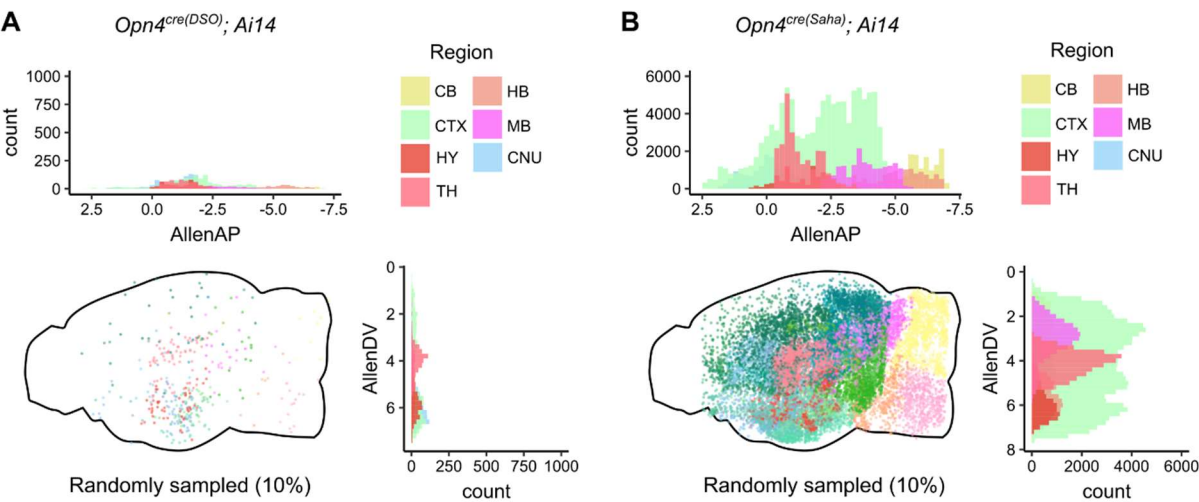 A
Opn4cre(DSO); Ai14
Region
CB HB
CTX MB
HY CNU
TH
count
1000
750
500
250
0
2.5 0.0 -2.5 -5.0 -7.5
AllenAP
Randomly sampled (10%)
AllenDV
0
2
4
6
0 250 500 750 1000
count
B
Opn4cre(Saha); Ai14
Region
CB HB
CTX MB
HY CNU
TH
count
6000
4000
2000
0
2.5 0.0 -2.5 -5.0 -7.5
AllenAP
Randomly sampled (10%)
AllenDV
0
2
4
6
8
0 2000 4000 6000
count